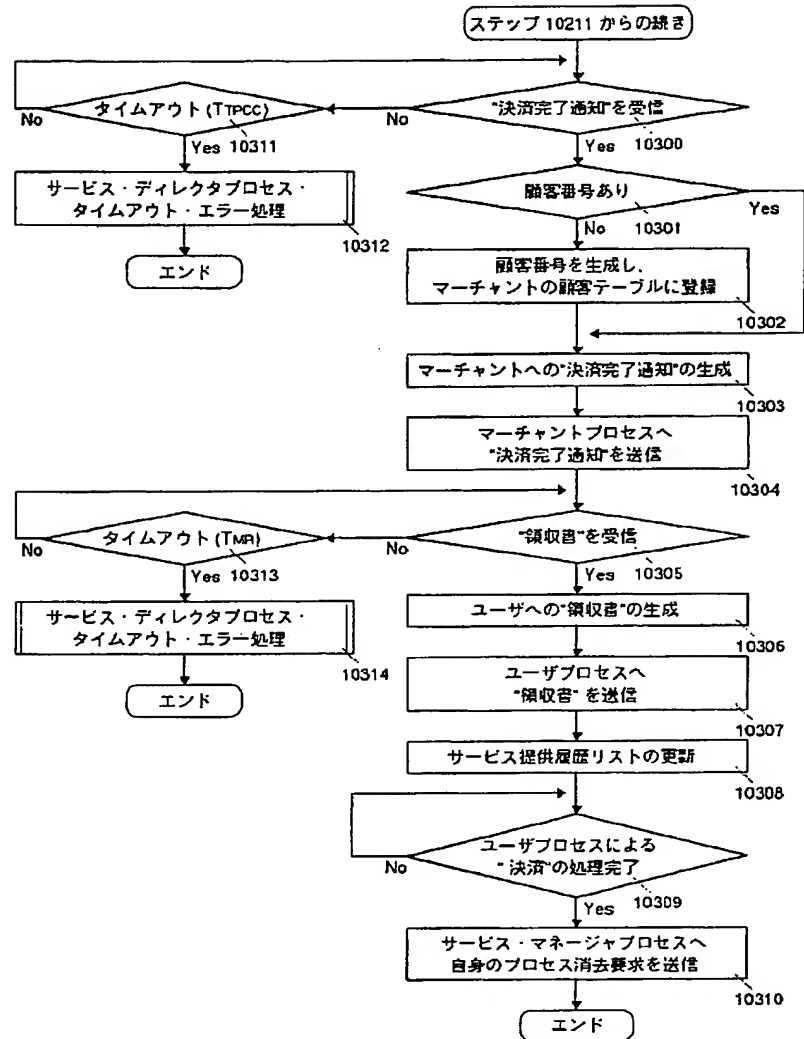 ステップ 10211 からの続き
タイムアウト (TTPCC)
No
Yes 10311
"決済完了通知"を受信
No
Yes 10300
サービス・ディレクタプロセス・
タイムアウト・エラー処理
10312
エンド
顧客番号あり
Yes
No 10301
顧客番号を生成し、
マーチャントの顧客テーブルに登録
10302
マーチャントへの"決済完了通知"の生成
10303
マーチャントプロセスへ
"決済完了通知"を送信
10304
タイムアウト (TMR)
No
Yes 10313
"領収書"を受信
No
Yes 10305
サービス・ディレクタプロセス・
タイムアウト・エラー処理
10314
エンド
ユーザへの"領収書"の生成
10306
ユーザプロセスへ
"領収書" を送信
10307
サービス提供履歴リストの更新
10308
ユーザプロセスによる
"決済"の処理完了
No
Yes 10309
サービス・マネージャプロセスへ
自身のプロセス消去要求を送信
10310
エンド